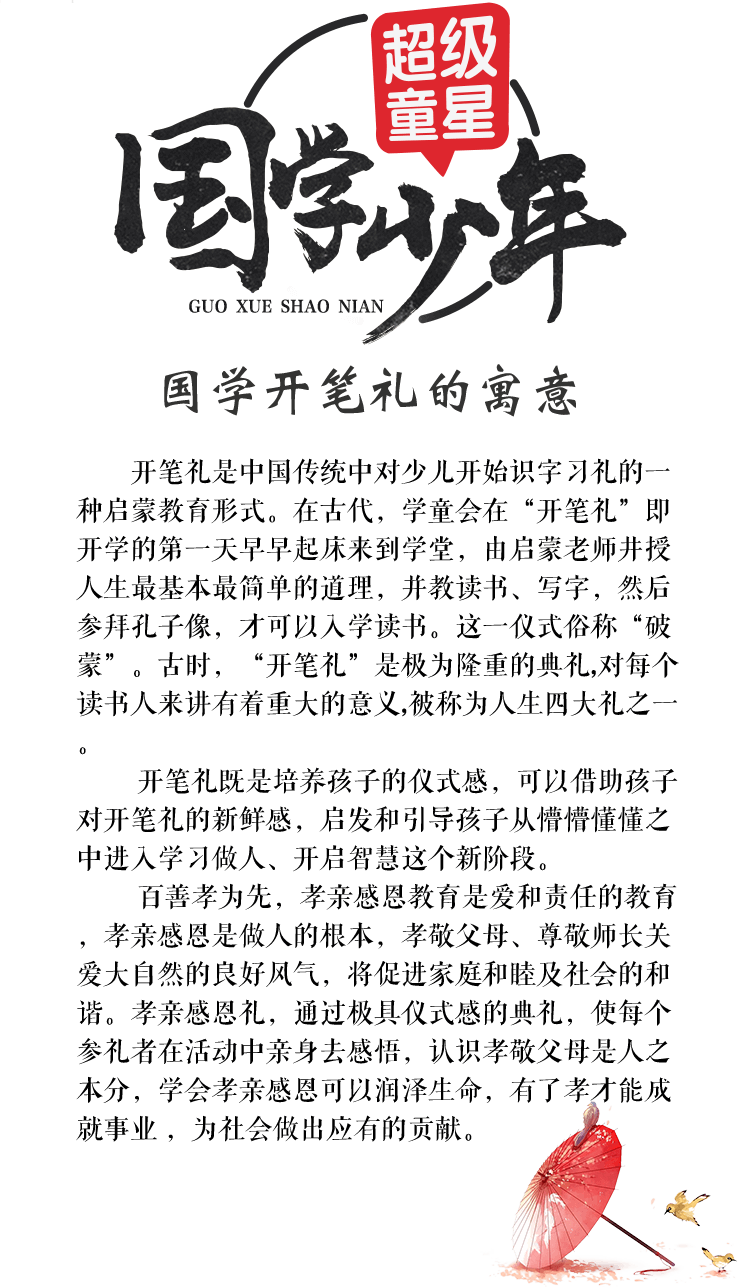 超级
童星
国学少年
GUO XUE SHAO NIAN
国学开笔礼的寓意
开笔礼是中国传统中对少儿开始识字习礼的一
种启蒙教育形式。在古代，学童会在“开笔礼”即
开学的第一天早早起床来到学堂，由启蒙老师井授
人生最基本最简单的道理，并教读书、写字，然后
参拜孔子像，才可以入学读书。这一仪式俗称“破
蒙”。古时，“开笔礼”是极为隆重的典礼,对每个
读书人来讲有着重大的意义,被称为人生四大礼之一
。
开笔礼既是培养孩子的仪式感，可以借助孩子
对开笔礼的新鲜感，启发和引导孩子从懵懵懂懂之
中进入学习做人、开启智慧这个新阶段。
百善孝为先，孝亲感恩教育是爱和责任的教育
，孝亲感恩是做人的根本，孝敬父母、尊敬师长关
爱大自然的良好风气，将促进家庭和睦及社会的和
谐。孝亲感恩礼，通过极具仪式感的典礼，使每个
参礼者在活动中亲身去感悟，认识孝敬父母是人之
本分，学会孝亲感恩可以润泽生命，有了孝才能成
就事业 ，为社会做出应有的贡献。